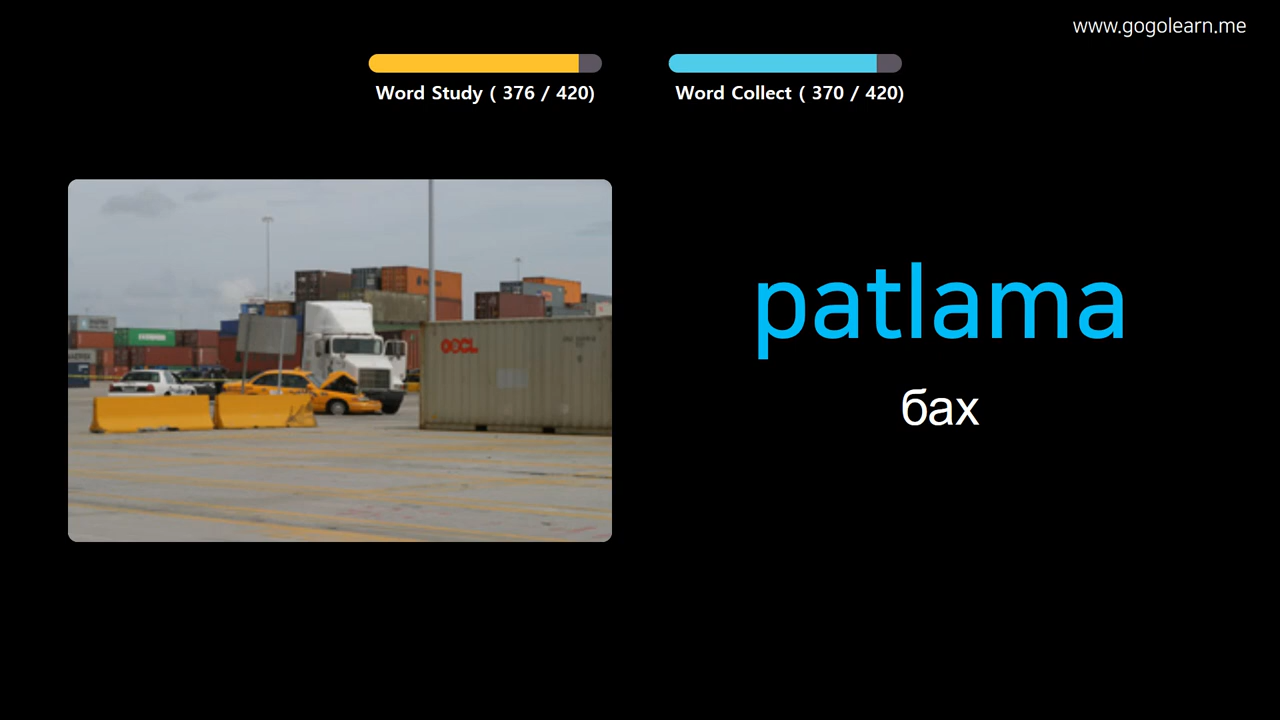 www.gogolearn.me
Word Study ( 376 / 420)
Word Collect ( 370 / 420)
OOCL
patlama
бах